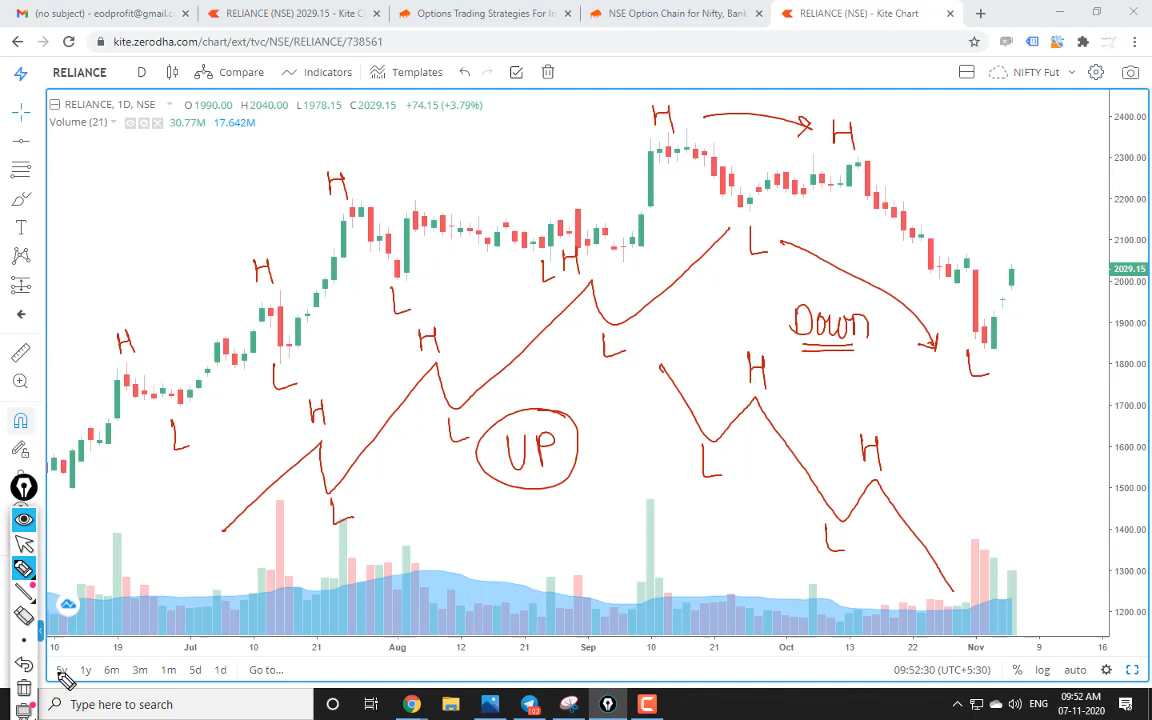 (no subject) - eodprofit@gmail.c
RELIANCE (NSE) 2029.15 - Kite C
Options Trading Strategies For In
NSE Option Chain for Nifty, Bank
RELIANCE (NSE) - Kite Chart
kite.zerodha.com/chart/ext/tvc/NSE/RELIANCE/738561
RELIANCE D Compare Indicators Templates NIFTY Fut
RELIANCE, 1D, NSE O1990.00 H2040.00 L1978.15 C2029.15 +74.15 (+3.79%)
Volume (21) 30.77M 17.642M
2400.00
2300.00
2200.00
2100.00
2029.15
2000.00
1900.00
1800.00
1700.00
1600.00
1500.00
1400.00
1300.00
1200.00
H H
H
L
H L H L
H Down
H L L
L H
H
L L UP L H
L L
10 19 Jul 10 21 Aug 12 21 Sep 10 21 Oct 13 21 Nov 9 16
5y 1y 6m 3m 1m 5d 1d Go to... 09:52:30 (UTC+5:30) % log auto
Type here to search
102
09:52 AM
07-11-2020